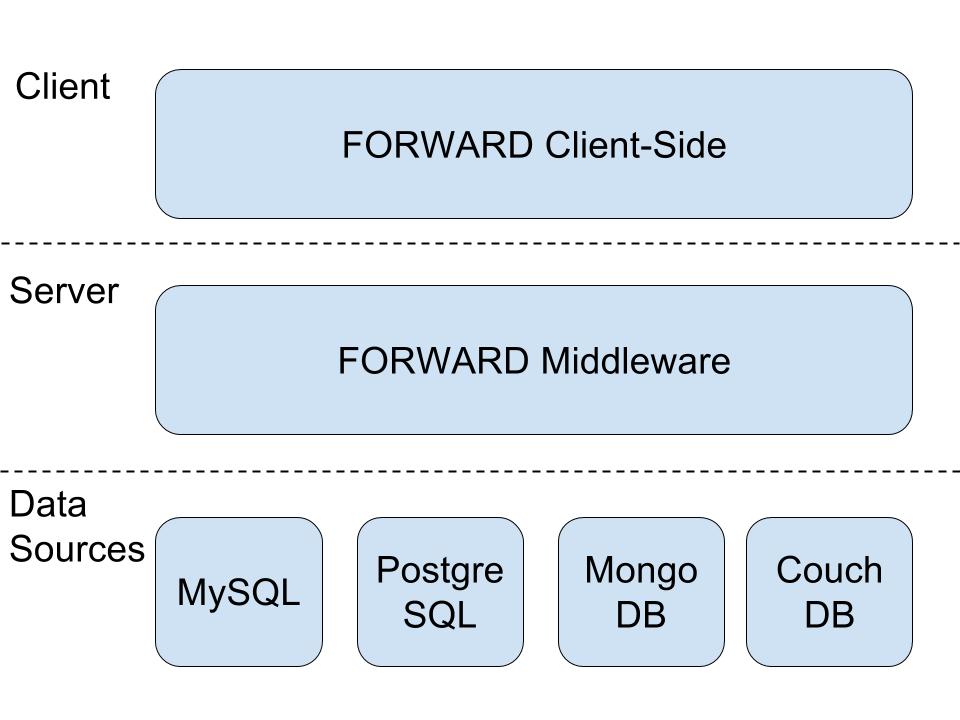 Client
FORWARD Client-Side
Server
FORWARD Middleware
Data
Sources
MySQL
Postgre
SQL
Mongo
DB
Couch
DB